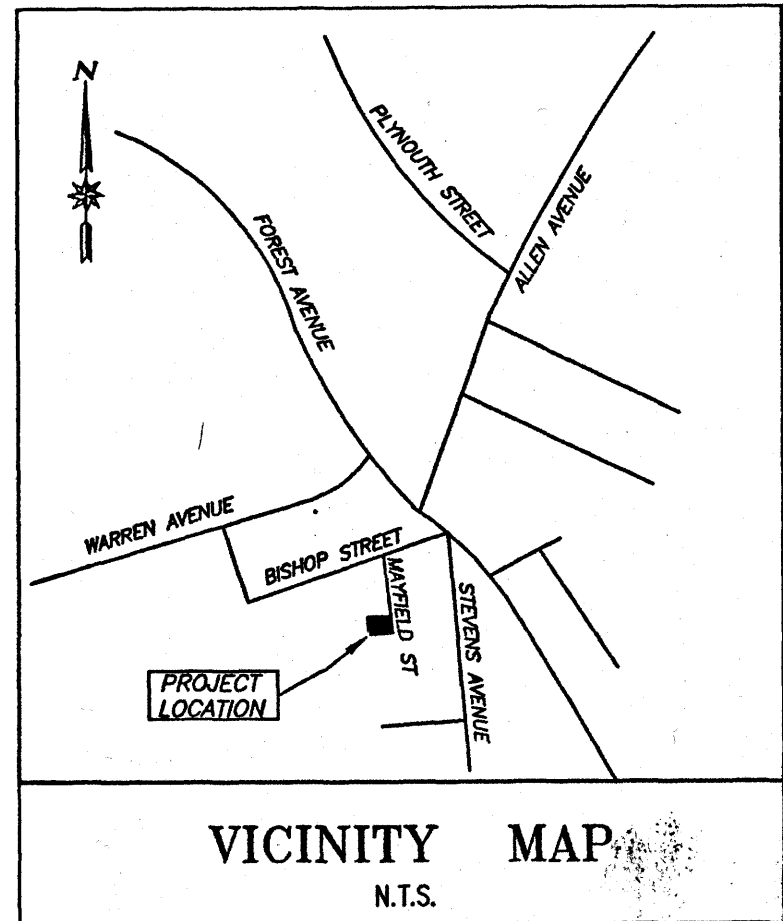 N
PLYNOUTH STREET
ALLEN AVENUE
FOREST AVENUE
WARREN AVENUE
BISHOP STREET
MAYFIELD ST
STEVENS AVENUE
PROJECT
LOCATION
VICINITY MAP
N.T.S.